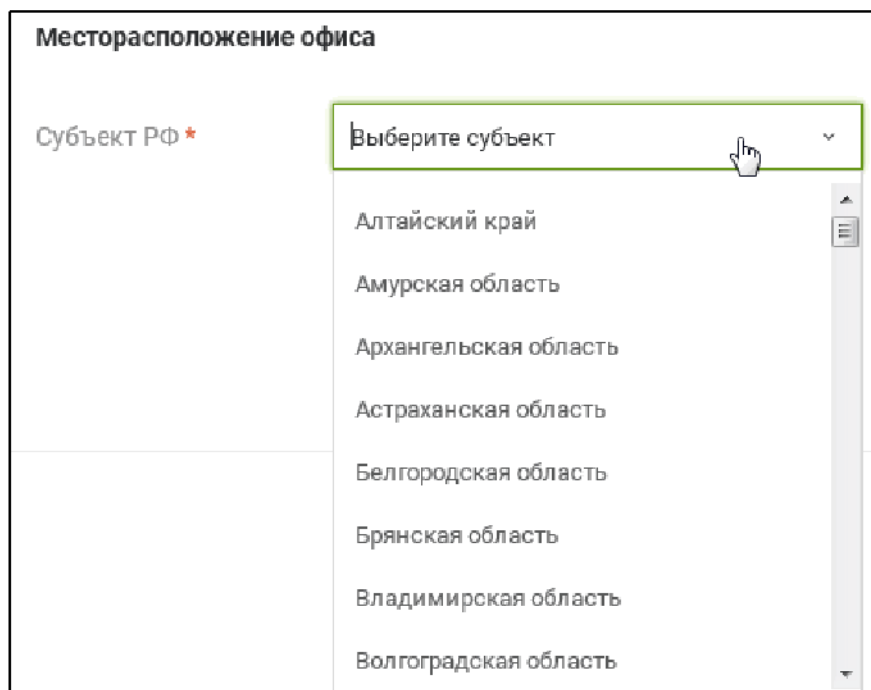 Месторасположение офиса
Субъект РФ * Выберите субъект
Алтайский край
Амурская область
Архангельская область
Астраханская область
Белгородская область
Брянская область
Владимирская область
Волгоградская область